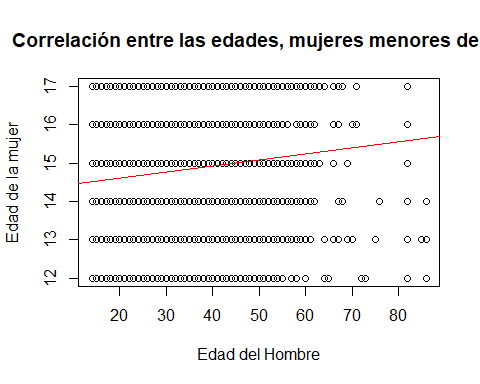 Correlación entre las edades, mujeres menores de
Edad de la mujer
17
16
15
14
13
12
20 30 40 50 60 70 80
Edad del Hombre